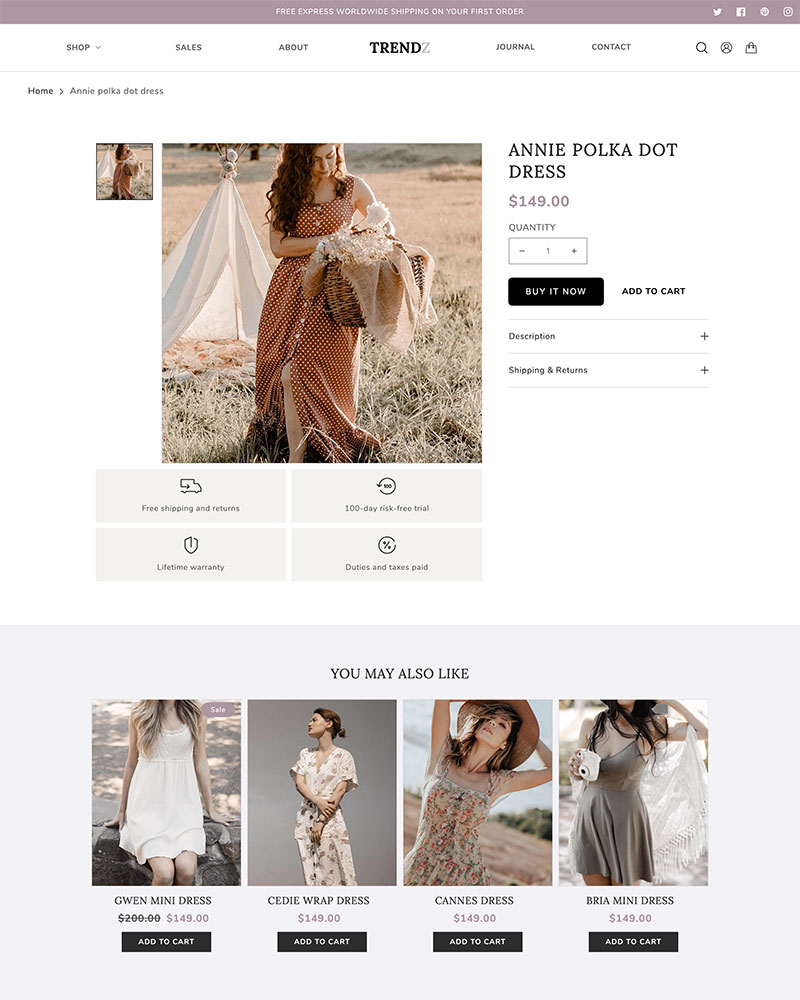 FREE EXPRESS WORLDWIDE SHIPPING ON YOUR FIRST ORDER
SHOP SALES ABOUT TRENDZ JOURNAL CONTACT
Home > Annie polka dot dress
ANNIE POLKA DOT
DRESS
$149.00
QUANTITY
− 1 +
BUY IT NOW ADD TO CART
Description +
Shipping & Returns +
100
Free shipping and returns 100-day risk-free trial
%
Lifetime warranty Duties and taxes paid
YOU MAY ALSO LIKE
Sale
GWEN MINI DRESS CEDIE WRAP DRESS CANNES DRESS BRIA MINI DRESS
$200.00 $149.00 $149.00 $149.00 $149.00
ADD TO CART ADD TO CART ADD TO CART ADD TO CART